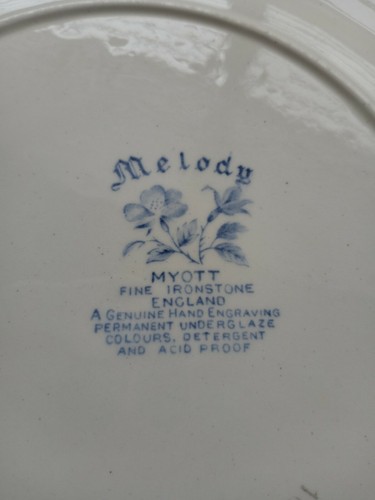 Melody
MYOTT
FINE IRONSTONE
ENGLAND
A GENUINE HAND ENGRAVING
PERMANENT UNDERGLAZE
COLOURS, DETERGENT
AND ACID PROOF